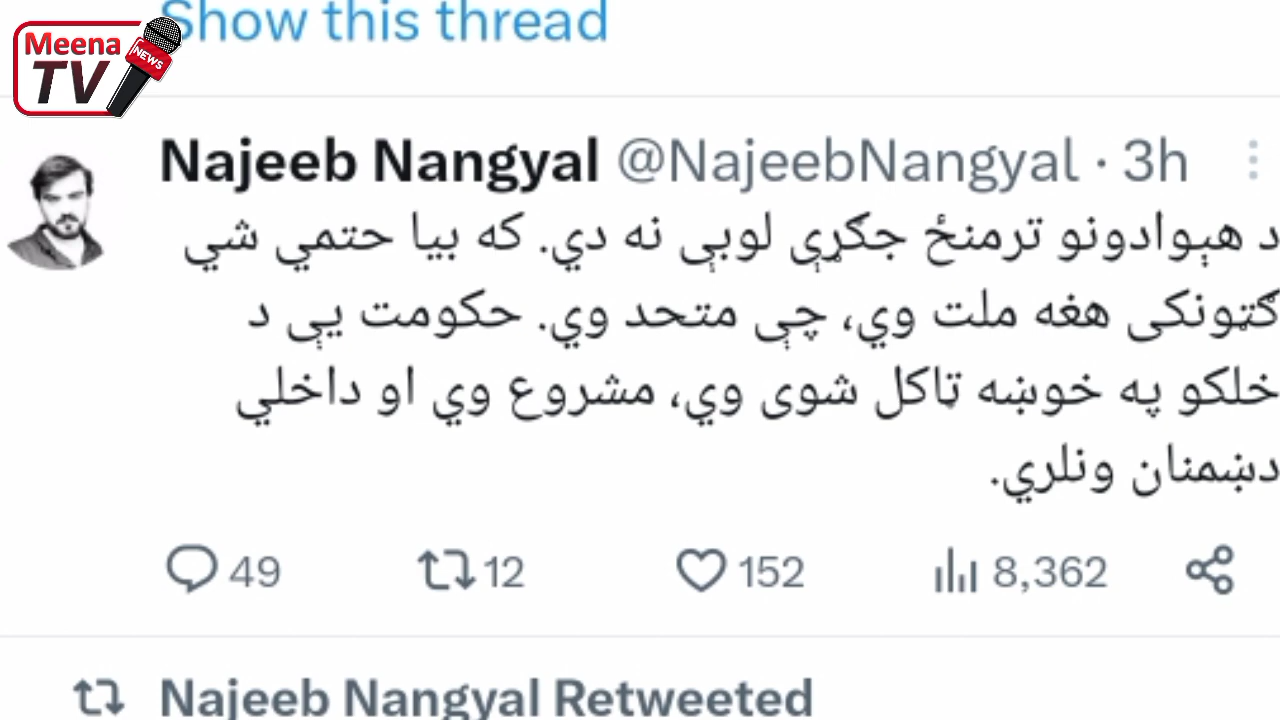 Show this thread
Meena
TV
NEWS
Najeeb Nangyal @NajeebNangyal · 3h
د هېوادونو ترمنځ جګړې لوبې نه دي. که بیا حتمي شي
ګټونکی هغه ملت وي، چې متحد وي. حکومت یې د
خلکو په خوښه ټاکل شوی وي، مشروع وي او داخلي
دښمنان ونلري.
49 12 152 8,362
Najeeb Nangyal Retweeted